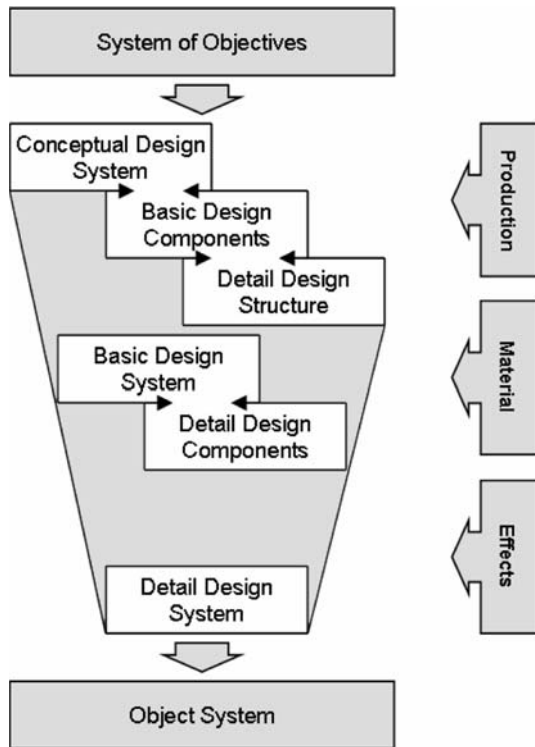 System of Objectives
Conceptual Design
System
Basic Design
Components
Detail Design
Structure
Basic Design
System
Detail Design
Components
Detail Design
System
Object System
Production
Material
Effects